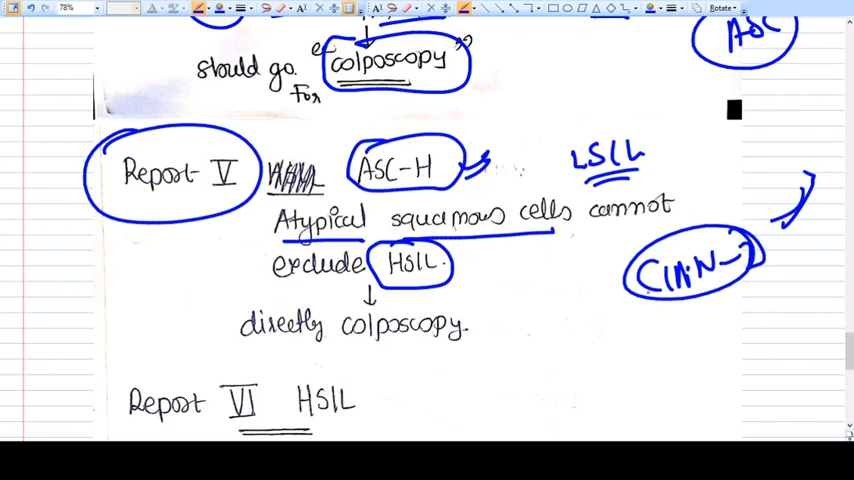 78%
Rotate
ASC
should go "colposcopy"
For
Report V ASC-H LSIL
Atypical squamous cells cannot
exclude HSIL.
directly colposcopy.
Report VI HSIL